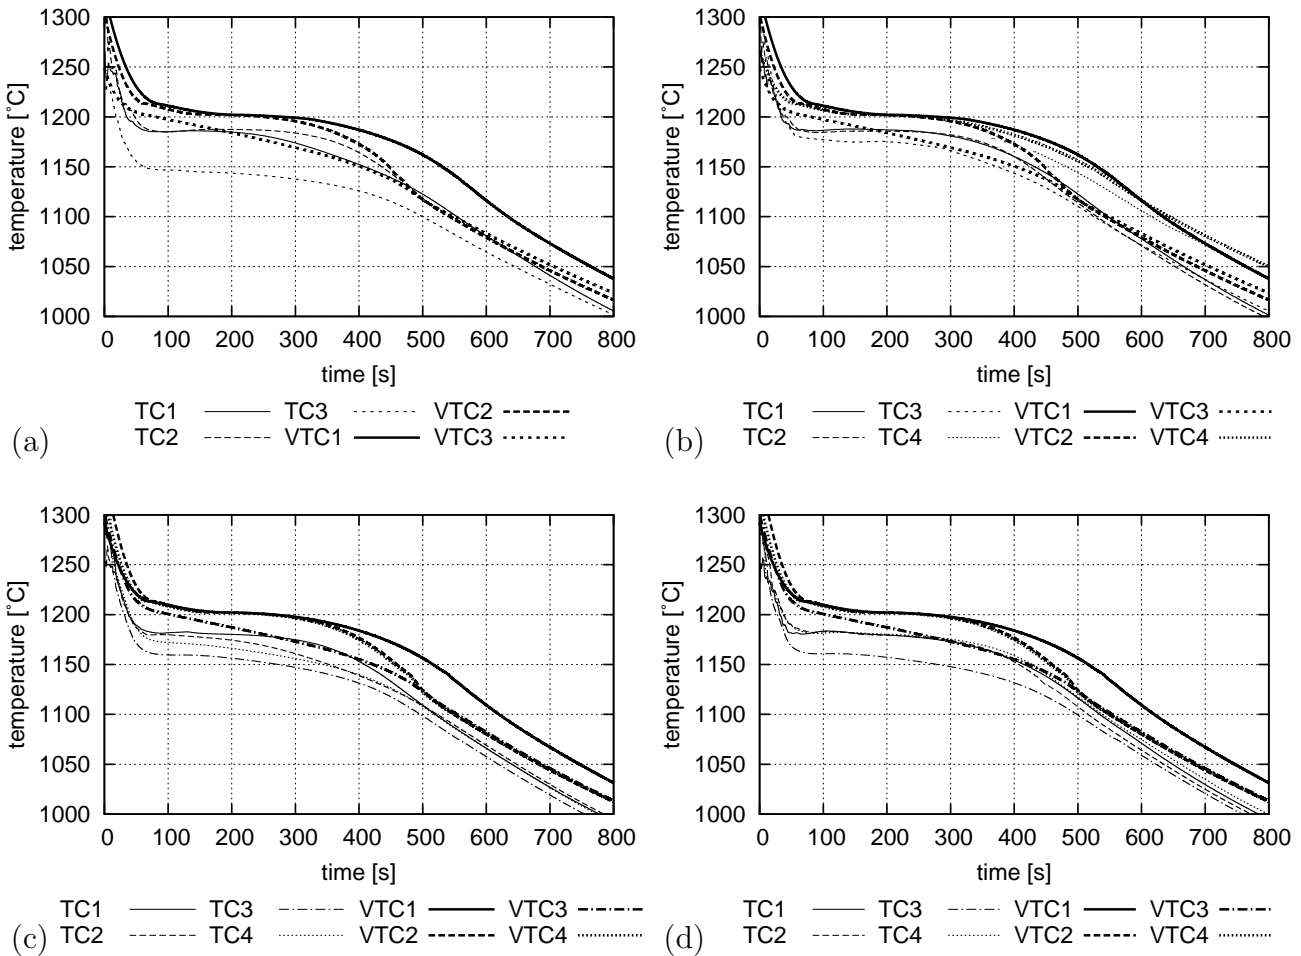 1300
1250
1200
1150
1100
1050
1000
temperature [°C]
0 100 200 300 400 500 600 700 800
time [s]
TC1 TC3 VTC2
TC2 VTC1 VTC3
(a)
1300
1250
1200
1150
1100
1050
1000
temperature [°C]
0 100 200 300 400 500 600 700 800
time [s]
TC1 TC3 VTC1 VTC3
TC2 TC4 VTC2 VTC4
(b)
1300
1250
1200
1150
1100
1050
1000
temperature [°C]
0 100 200 300 400 500 600 700 800
time [s]
TC1 TC3 VTC1 VTC3
TC2 TC4 VTC2 VTC4
(c)
1300
1250
1200
1150
1100
1050
1000
temperature [°C]
0 100 200 300 400 500 600 700 800
time [s]
TC1 TC3 VTC1 VTC3
TC2 TC4 VTC2 VTC4
(d)